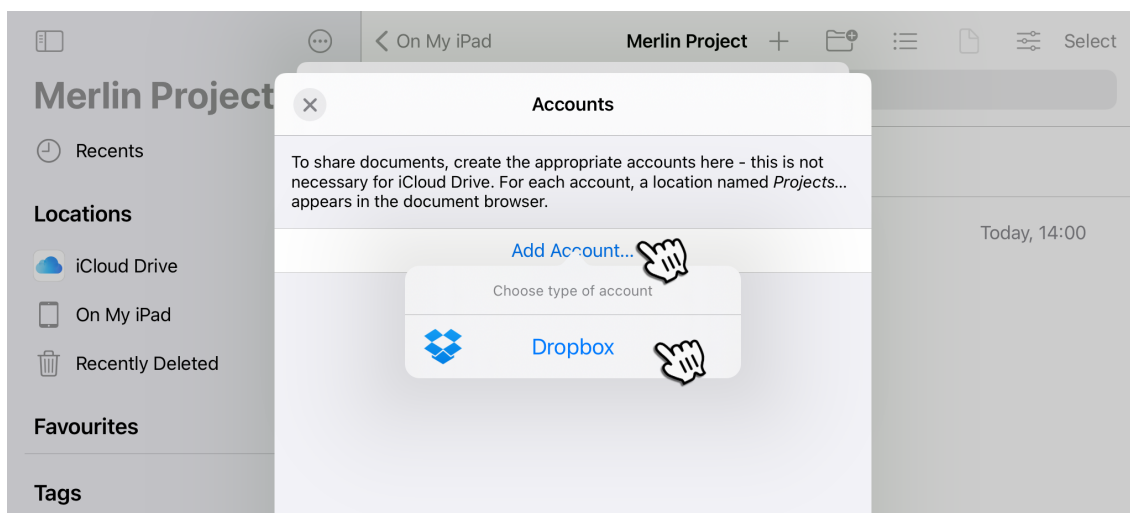 On My iPad
Merlin Project
Select
Merlin Project
Recents
Locations
iCloud Drive
On My iPad
Recently Deleted
Favourites
Tags
Accounts
To share documents, create the appropriate accounts here - this is not
necessary for iCloud Drive. For each account, a location named Projects...
appears in the document browser.
Add Account...
Choose type of account
Dropbox
Today, 14:00